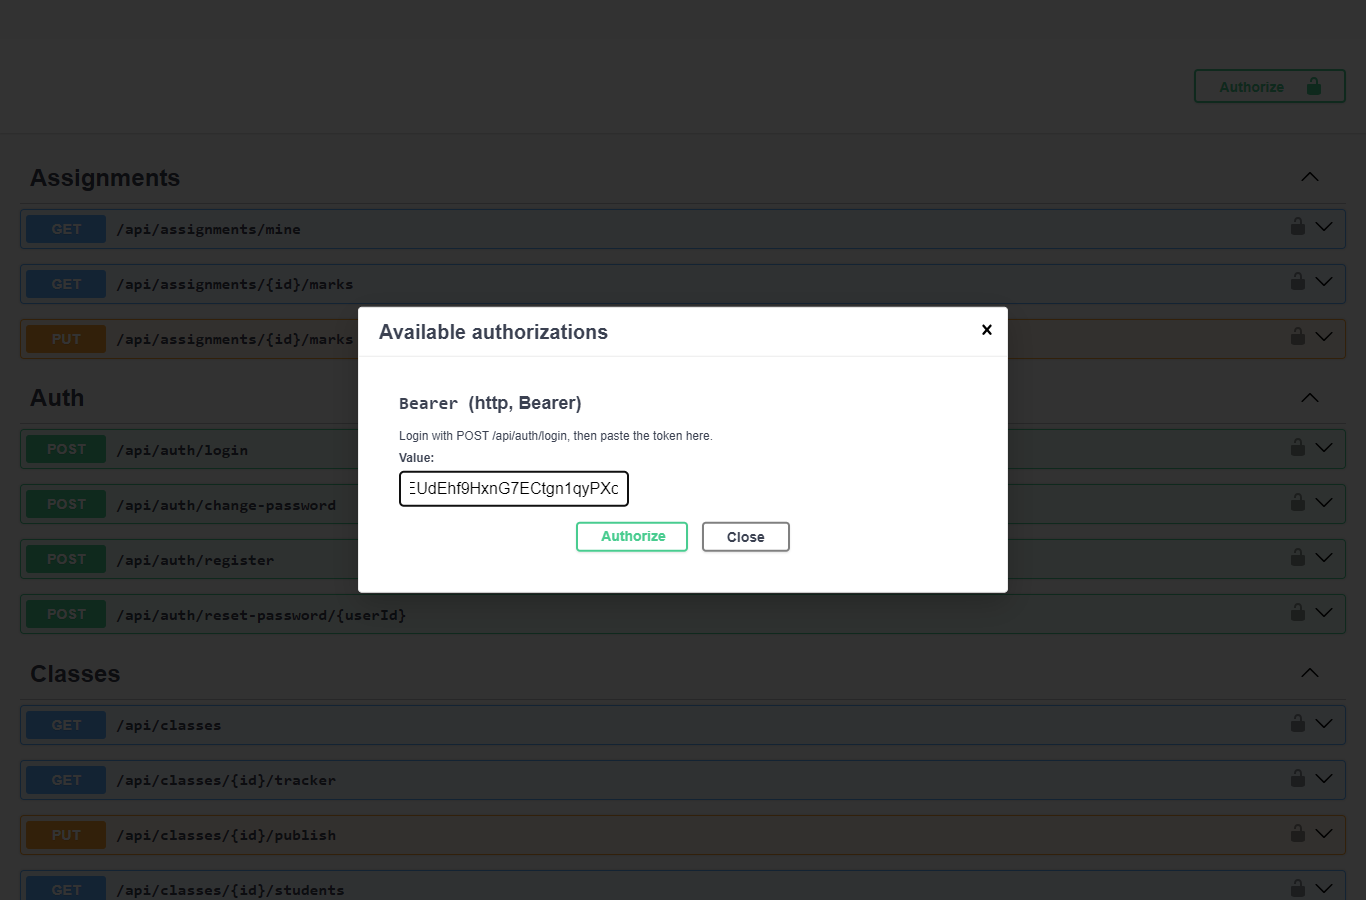 Authorize
Assignments
GET /api/assignments/mine
GET /api/assignments/{id}/marks
PUT /api/assignments/{id}/marks
Available authorizations
Bearer (http, Bearer)
Login with POST /api/auth/login, then paste the token here.
Value:
EUdEhf9HxnG7ECtgn1qyPXc
Authorize Close
Auth
POST /api/auth/login
POST /api/auth/change-password
POST /api/auth/register
POST /api/auth/reset-password/{userId}
Classes
GET /api/classes
GET /api/classes/{id}/tracker
PUT /api/classes/{id}/publish
GET /api/classes/{id}/students